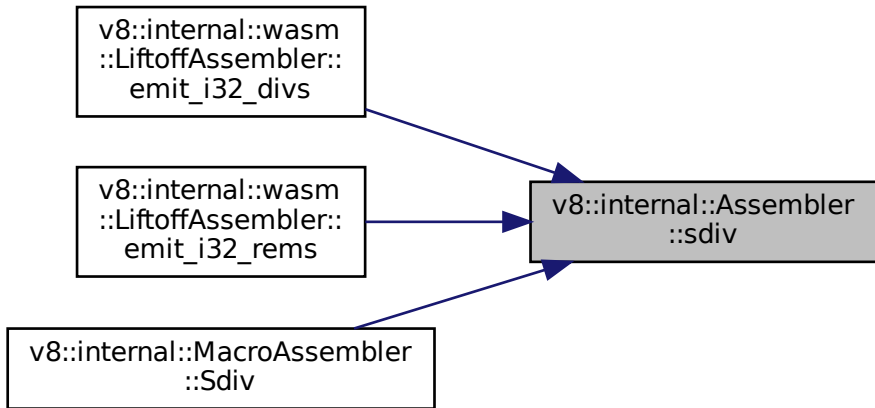 v8::internal::wasm
::LiftoffAssembler::
emit_i32_divs
v8::internal::wasm
::LiftoffAssembler::
emit_i32_rems
v8::internal::MacroAssembler
::Sdiv
v8::internal::Assembler
::sdiv